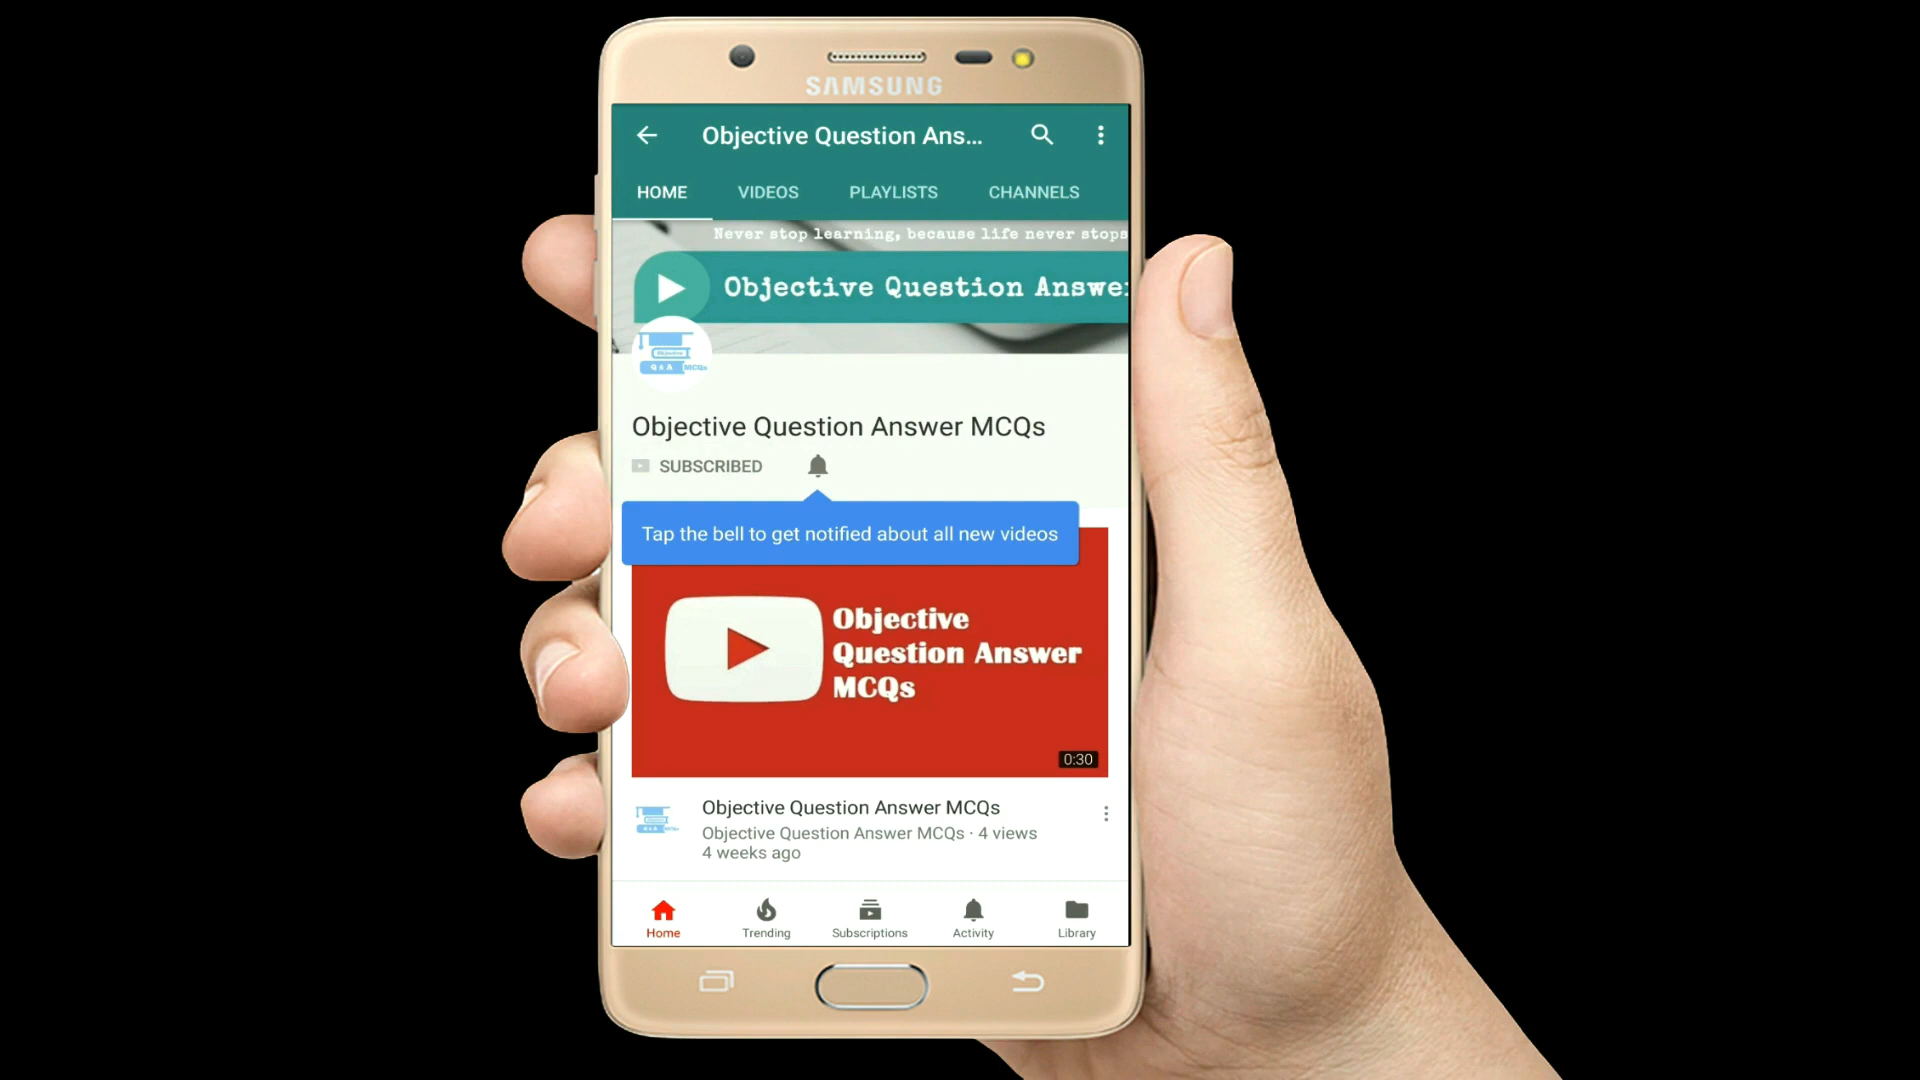 SAMSUNG
Objective Question Ans...
HOME VIDEOS PLAYLISTS CHANNELS
Never stop learning, because life never stops
Objective Question Answe
Objective
Q & A MCQs
Objective Question Answer MCQs
SUBSCRIBED
Tap the bell to get notified about all new videos
Objective
Question Answer
MCQs
0:30
Objective Question Answer MCQs
Objective Question Answer MCQs · 4 views
4 weeks ago
Home Trending Subscriptions Activity Library